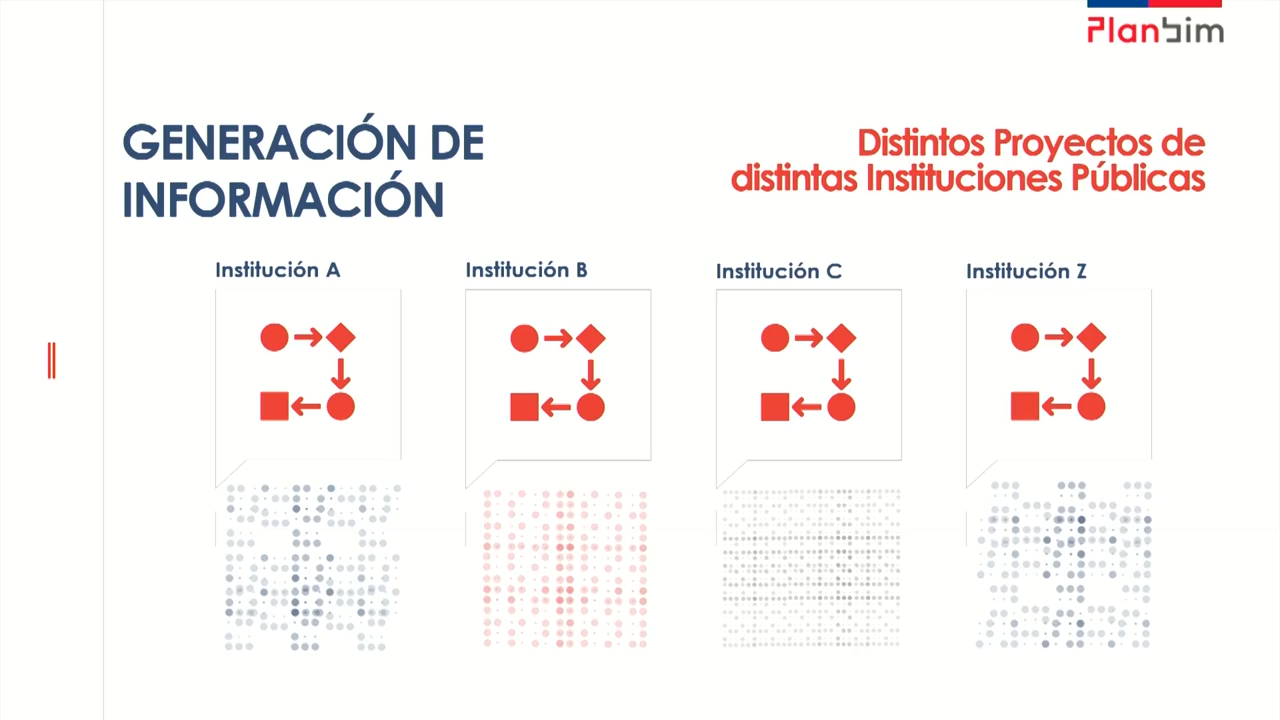 Planbim
GENERACIÓN DE
INFORMACIÓN
Distintos Proyectos de
distintas Instituciones Públicas
Institución A
Institución B
Institución C
Institución Z